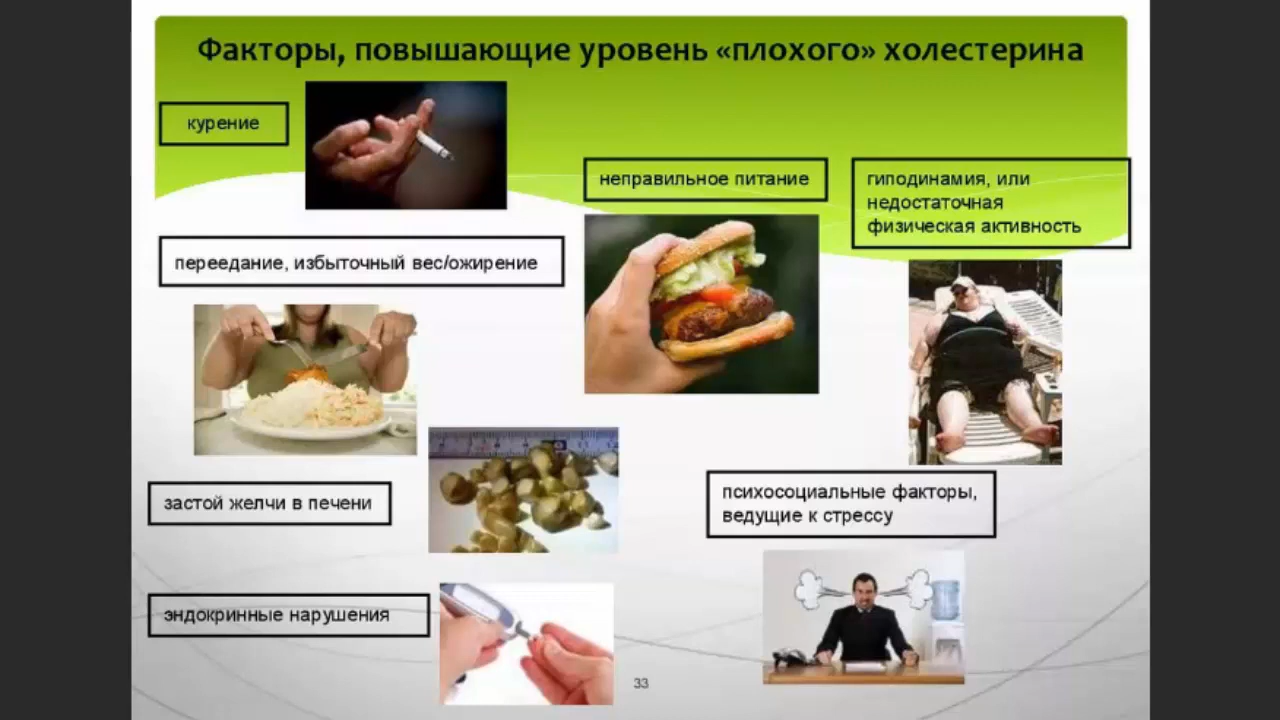 Факторы, повышающие уровень «плохого» холестерина
курение
неправильное питание
гиподинамия, или
недостаточная
физическая активность
переедание, избыточный вес/ожирение
застой желчи в печени
психосоциальные факторы,
ведущие к стрессу
эндокринные нарушения
33